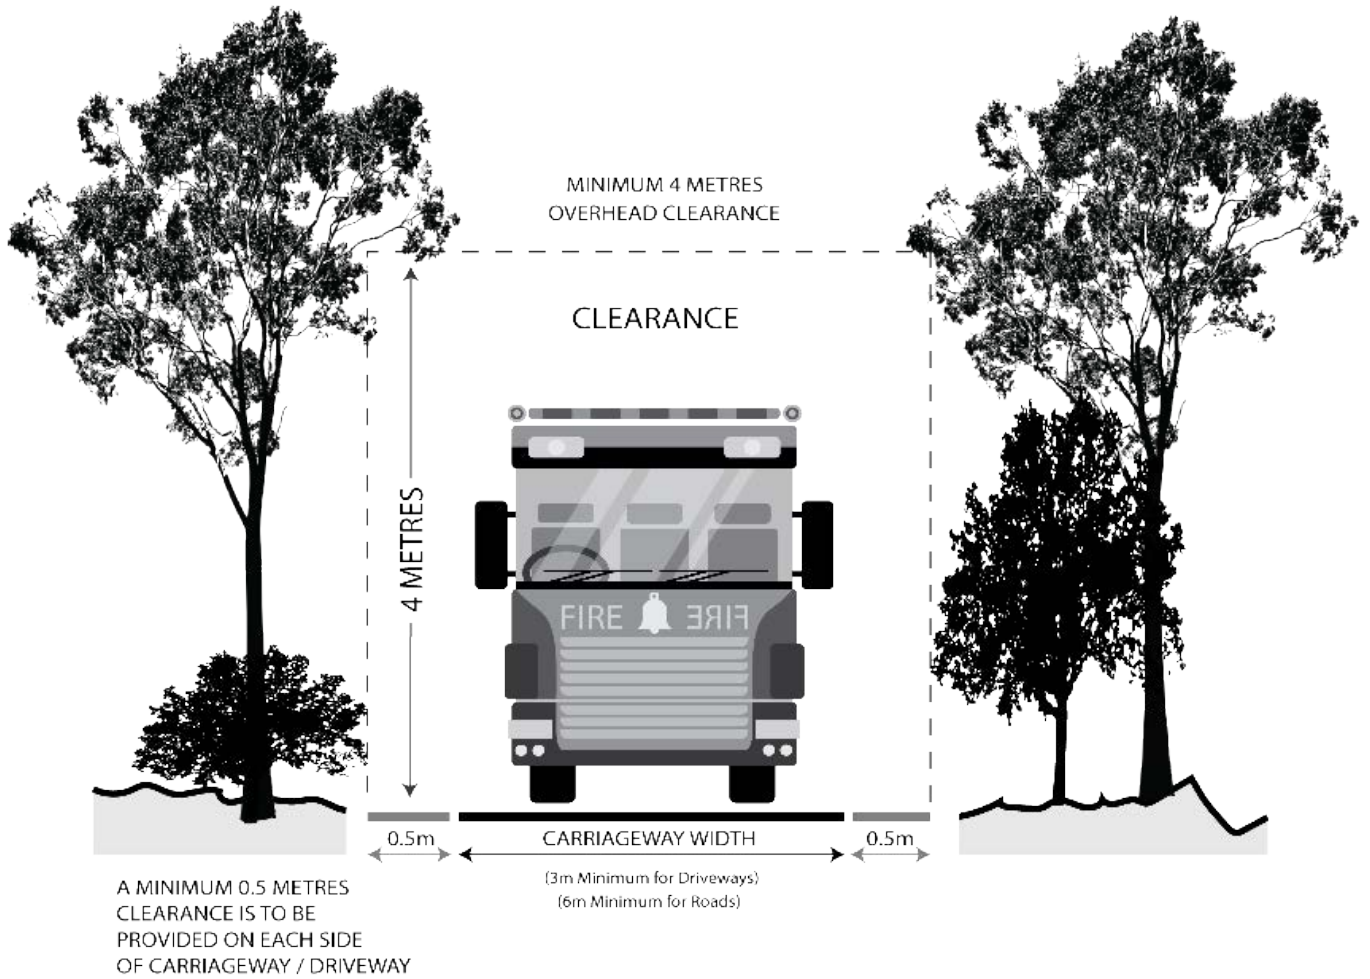 MINIMUM 4 METRES
OVERHEAD CLEARANCE
CLEARANCE
4 METRES
FIRE FIRE
0.5m
CARRIAGEWAY WIDTH
0.5m
(3m Minimum for Driveways)
(6m Minimum for Roads)
A MINIMUM 0.5 METRES
CLEARANCE IS TO BE
PROVIDED ON EACH SIDE
OF CARRIAGEWAY / DRIVEWAY